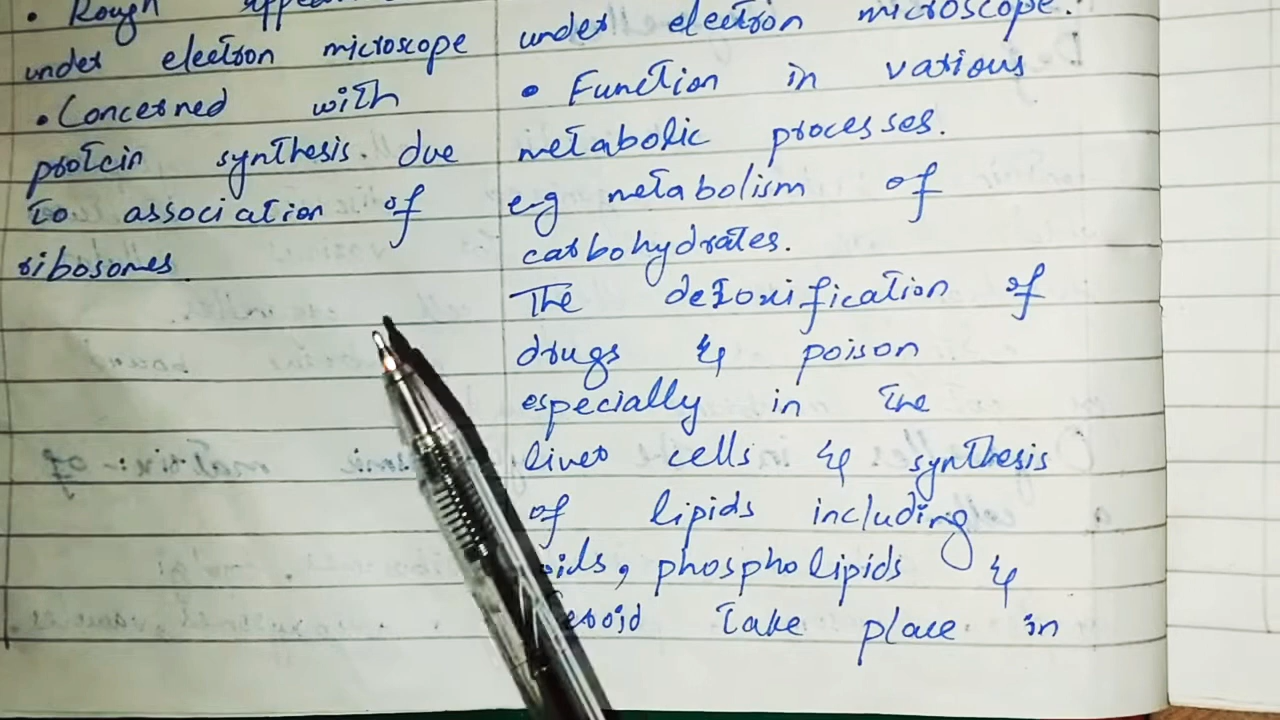 • Rough
under electron microscope
• Concerned with
protein synthesis. due
to association of
ribosomes
under electron microscope.
• Function in various
metabolic processes.
eg metabolism of
carbohydrates.
The detoxification of
drugs & poison
especially in the
liver cells & synthesis
of lipids including
phospholipids &
take place in